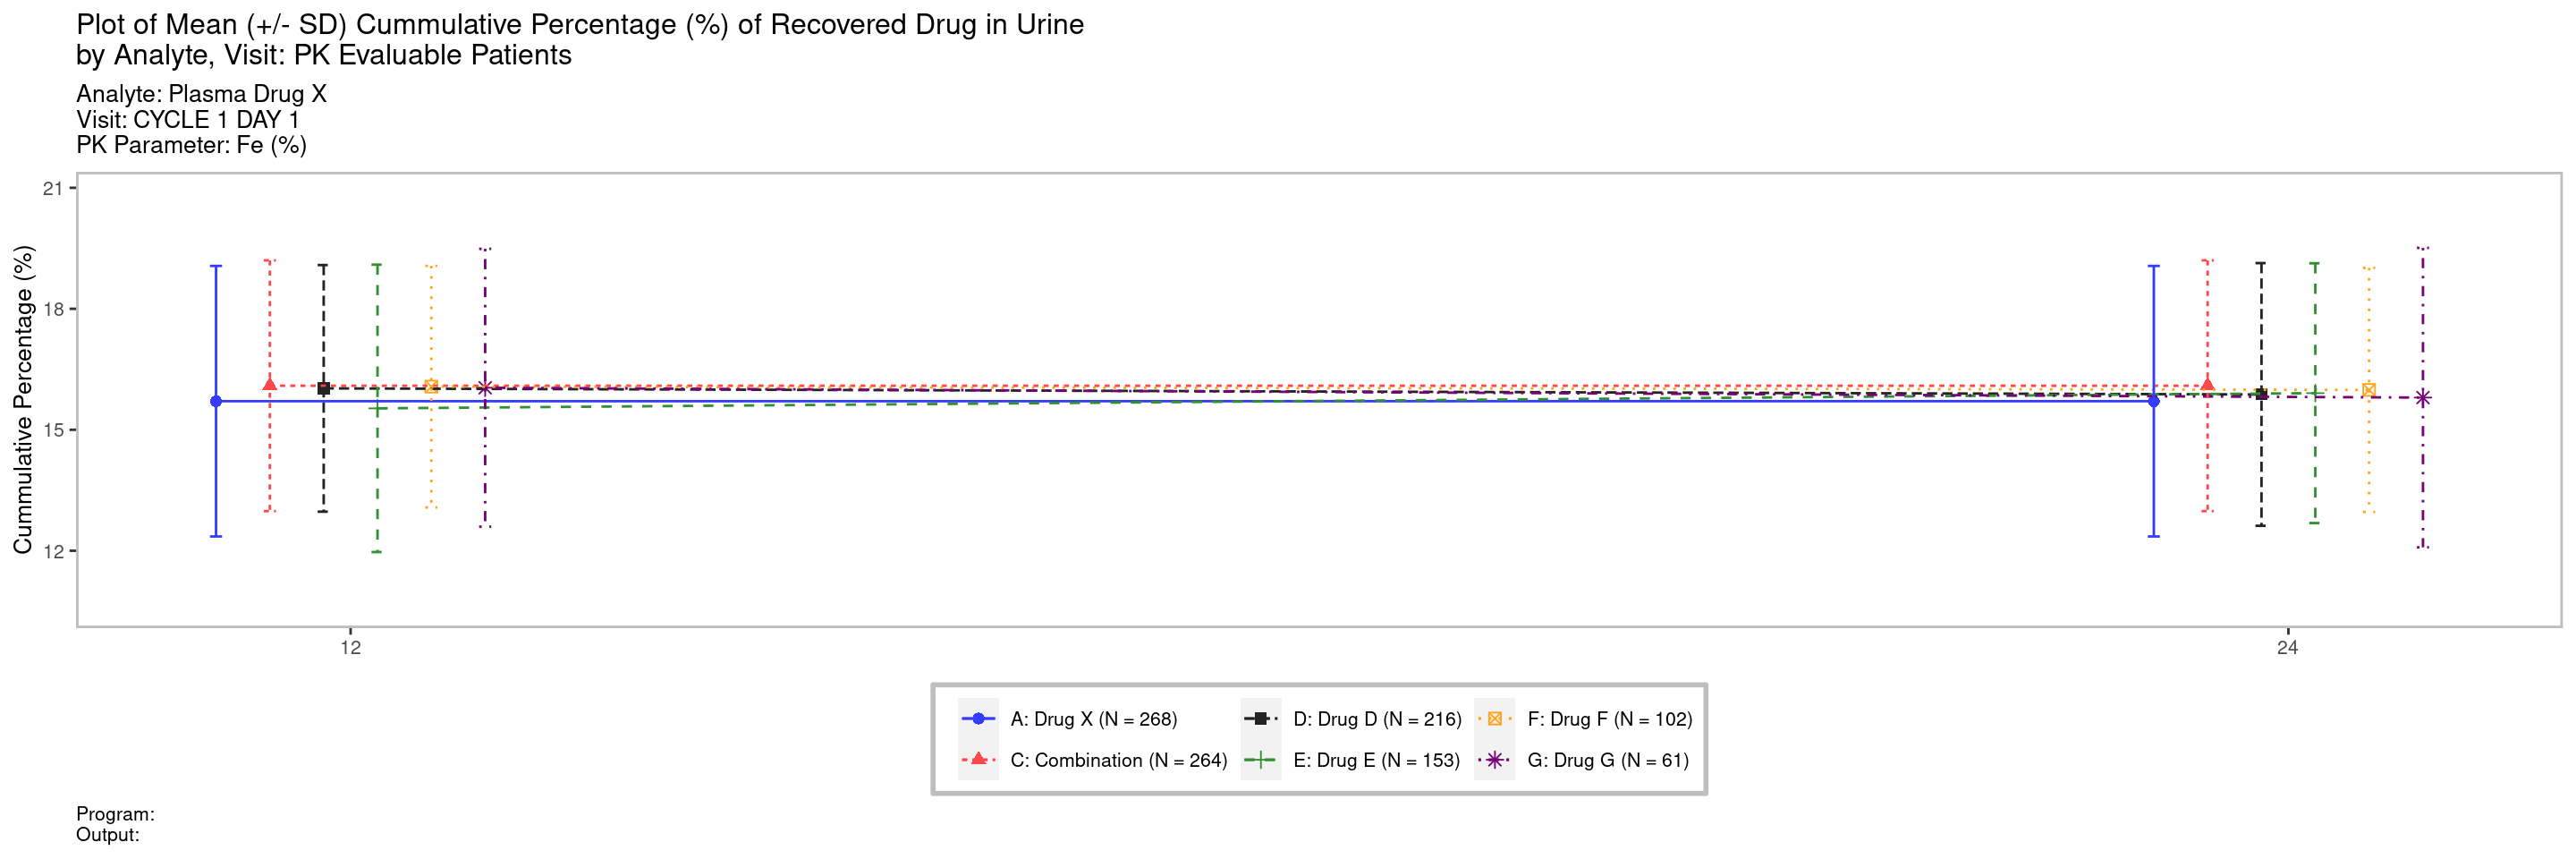 Plot of Mean (+/- SD) Cummulative Percentage (%) of Recovered Drug in Urine
by Analyte, Visit: PK Evaluable Patients
Analyte: Plasma Drug X
Visit: CYCLE 1 DAY 1
PK Parameter: Fe (%)
Cummulative Percentage (%)
21
18
15
12
12
24
A: Drug X (N = 268)
D: Drug D (N = 216)
F: Drug F (N = 102)
C: Combination (N = 264)
E: Drug E (N = 153)
G: Drug G (N = 61)
Program:
Output: